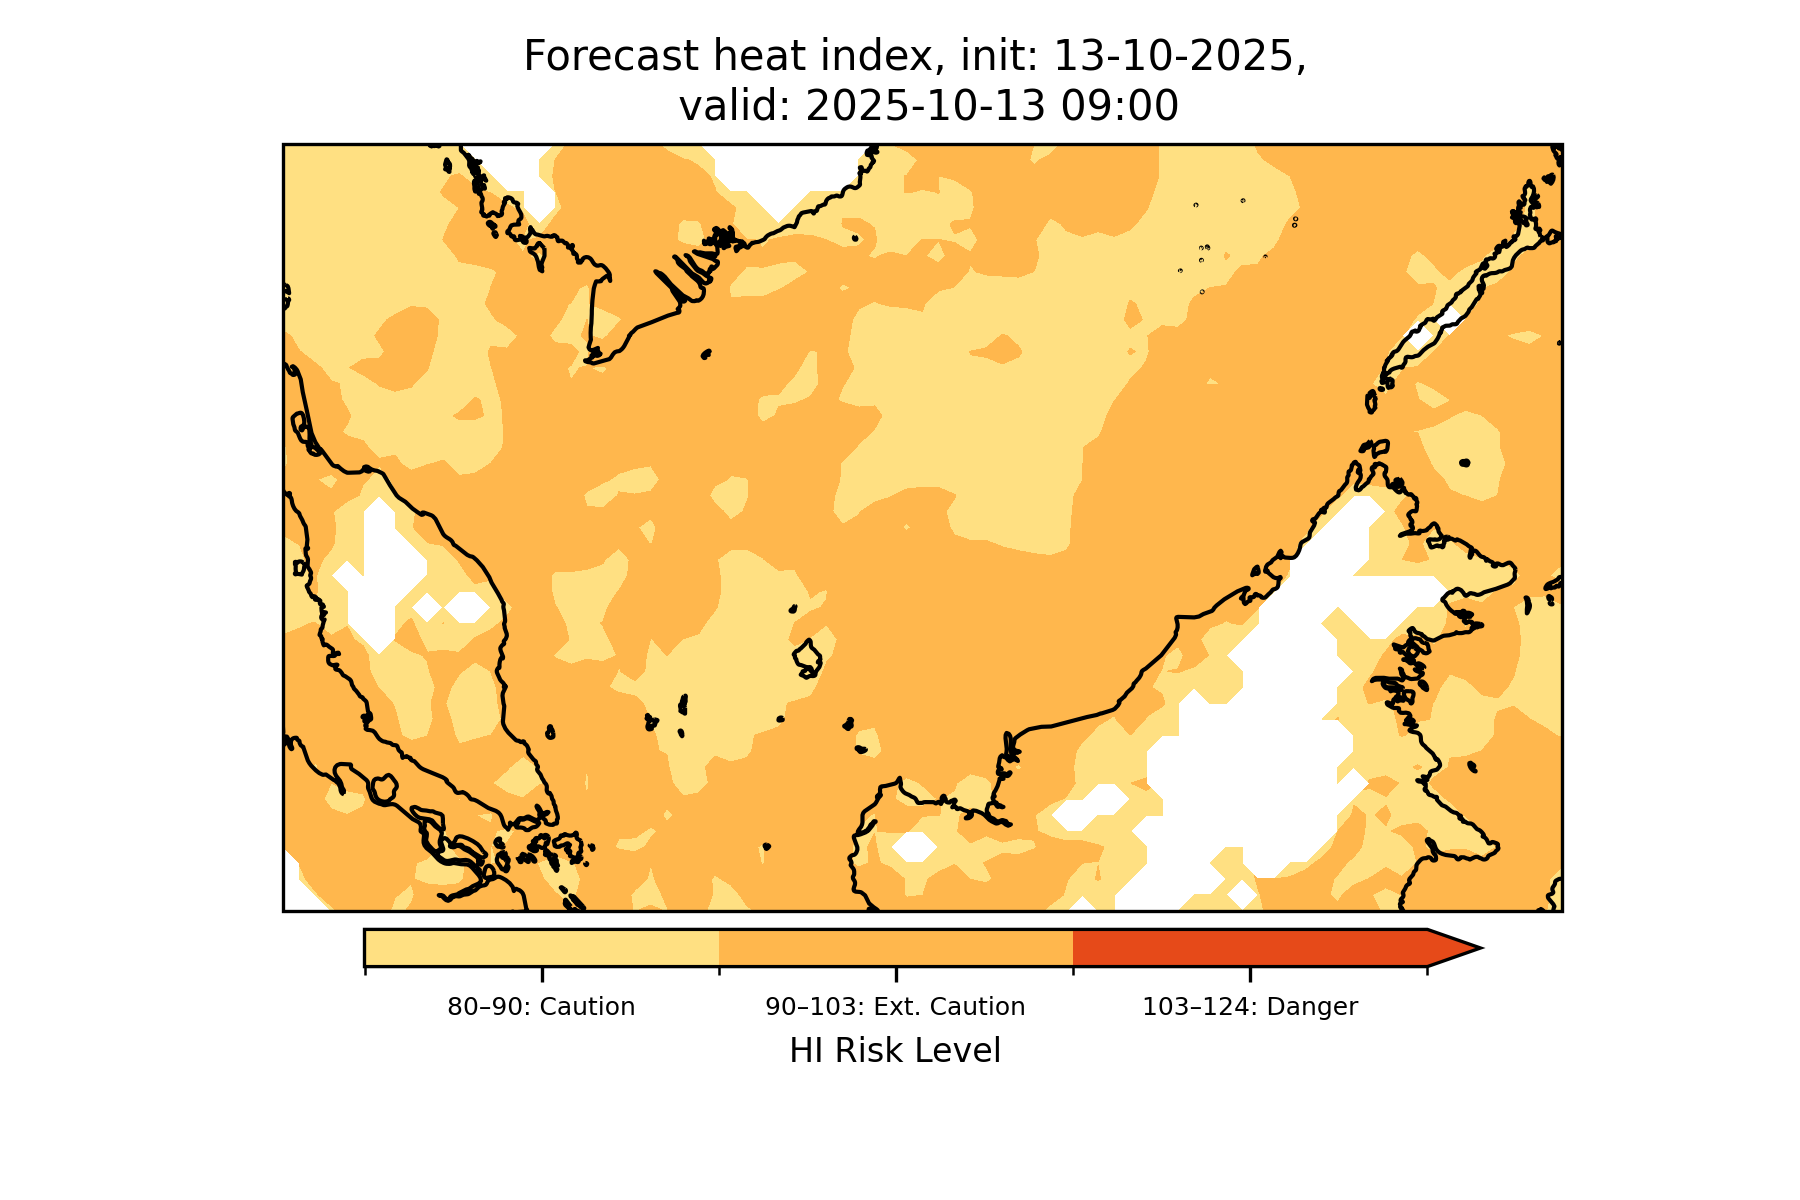 Forecast heat index, init: 13-10-2025,
valid: 2025-10-13 09:00
80–90: Caution
90–103: Ext. Caution
103–124: Danger
HI Risk Level